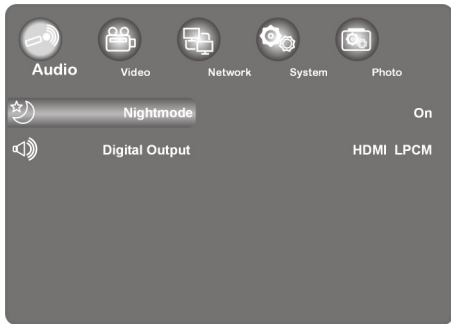 Audio Video Network System Photo
Nightmode On
Digital Output HDMI LPCM